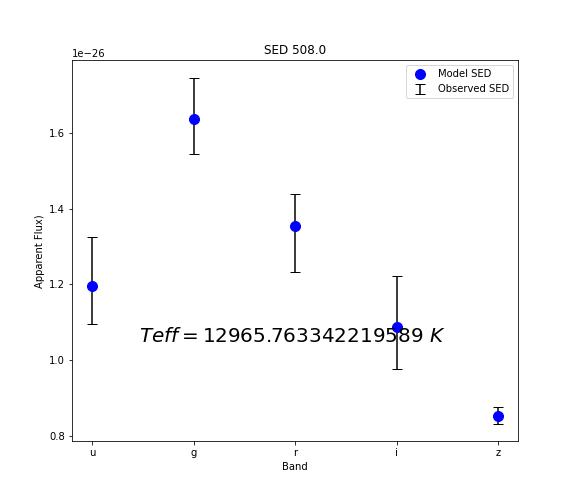 SED 508.0
1e−26
Model SED
Observed SED
1.6
1.4
1.2
1.0
0.8
Apparent Flux)
Teff = 12965.763342219589 K
u g r i z
Band